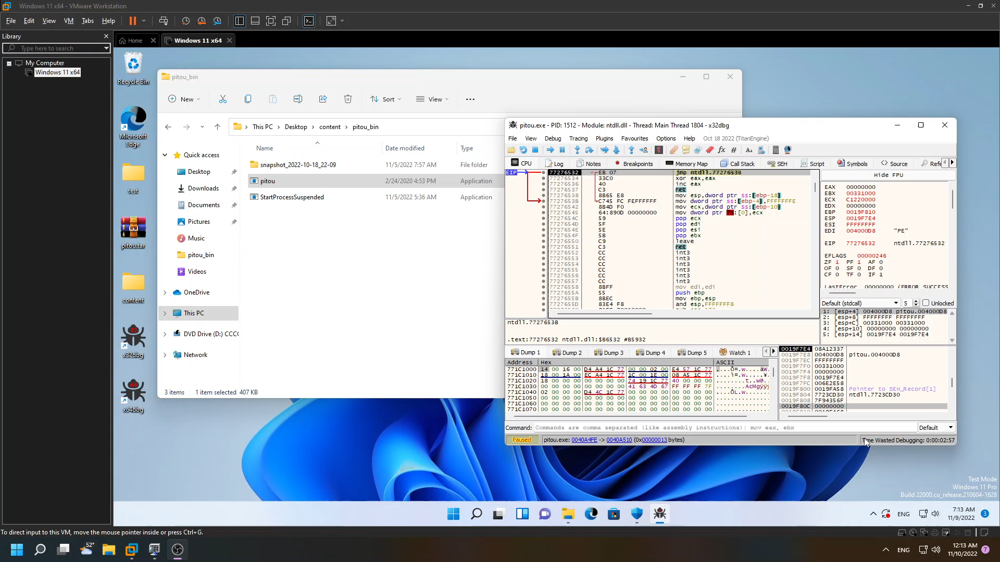 Windows 11 x64 - VMware Workstation
File Edit View VM Tabs Help
Library
Type here to search
My Computer
Windows 11 x64
Home
Windows 11 x64
Recycle Bin
Microsoft Edge
test
pitou.tar
content
x32dbg
x64dbg
pitou_bin
New
Sort
View
This PC > Desktop > content > pitou_bin
Name Date modified Type
snapshot_2022-10-18_22-09 11/5/2022 7:57 AM File folder
pitou 2/24/2020 4:53 PM Application
StartProcessSuspended 11/5/2022 5:36 AM Application
Quick access
Desktop
Downloads
Documents
Pictures
Music
pitou_bin
Videos
OneDrive
This PC
DVD Drive (D:) CCC
Network
3 items 1 item selected 407 KB
pitou.exe - PID: 1512 - Module: ntdll.dll - Thread: Main Thread 1804 - x32dbg
File View Debug Tracing Plugins Favourites Options Help Oct 18 2022 (TitanEngine)
CPU Log Notes Breakpoints Memory Map Call Stack SEH Script Symbols Source Refe
EIP
77276532 EB 07 jmp ntdll.7727653B
77276534 33C0 xor eax,eax
77276536 40 inc eax
77276537 C3 ret
77276538 8B65 E8 mov esp,dword ptr ss:[ebp-18]
7727653B C745 FC FEFFFFFF mov dword ptr ss:[ebp-4],FFFFFFFE
77276542 8B4D F0 mov ecx,dword ptr ss:[ebp-10]
77276545 64:890D 00000000 mov dword ptr fs:[0],ecx
7727654C 59 pop ecx
7727654D 5F pop edi
7727654E 5E pop esi
7727654F 5B pop ebx
77276550 C9 leave
77276551 C3 ret
77276552 CC int3
77276553 CC int3
77276554 CC int3
77276555 CC int3
77276556 CC int3
77276557 CC int3
77276558 8BFF mov edi,edi
7727655A 55 push ebp
7727655B 8BEC mov ebp,esp
7727655D 83E4 F8 and esp,FFFFFFF8
Hide FPU
EAX 00000000
EBX 00331000
ECX C1220000
EDX 00000000
EBP 0019F810
ESP 0019F7E4
ESI FFFFFFFF
EDI 004000D8 "PE"
EIP 77276532 ntdll.77276532
EFLAGS 00000246
ZF 1 PF 1 AF 0
OF 0 SF 0 DF 0
CF 0 TF 0 IF 1
LastError 00000000 (ERROR_SUCCESS
Default (stdcall) 5 Unlocked
1: [esp+4] 004000D8 pitou.004000D8
2: [esp+8] FFFFFFFF FFFFFFFF
3: [esp+C] 00331000 00331000
4: [esp+10] 00000000 00000000
5: [esp+14] 0019F7E4 0019F7E4
ntdll.7727653B
.text:77276532 ntdll.dll:$B6532 #B5932
Dump 1 Dump 2 Dump 3 Dump 4 Dump 5 Watch 1
Address Hex ASCII
771C1000 14 00 16 00 D4 A4 1C 77 00 00 02 00 E4 57 1C 77
771C1010 18 00 1A 00 EC A4 1C 77 1C 00 1E 00 08 A5 1C 77
771C1020 18 00 00 00 00 00 00 00 74 19 1C 77 40 00 00 00
771C1030 00 00 00 00 00 00 00 00 41 63 4D 67 FF FF FF 7F
771C1040 02 00 00 00 D4 4C 1C 77 00 00 00 00 00 00 00 00
771C1050 00 00 00 00 00 00 00 00 00 00 00 00 00 00 00 00
771C1060 00 00 00 00 00 00 00 00 00 00 00 00 00 00 00 00
771C1070 00 00 00 00 00 00 00 00 00 00 00 00 00 00 00 00
0019F7E4 08A12337
0019F7E8 004000D8 pitou.004000D8
0019F7EC FFFFFFFF
0019F7F0 00331000
0019F7F4 00000000
0019F7F8 0019F7E4
0019F7FC 006E2E58
0019F800 0019FA58 Pointer to SEH_Record[1]
0019F804 7723CD30 ntdll.7723CD30
0019F808 7F94356F
0019F80C 00000000
Command: Commands are comma separated (like assembly instructions): mov eax, ebx Default
Paused pitou.exe: 0040A4FE -> 0040A510 (0x00000013 bytes) Time Wasted Debugging: 0:00:02:57
Test Mode
Windows 11 Pro
Build 22000.co_release.210604-1628
ENG 7:13 AM
11/9/2022 3
To direct input to this VM, move the mouse pointer inside or press Ctrl+G.
52°
ENG 12:13 AM
11/10/2022 7